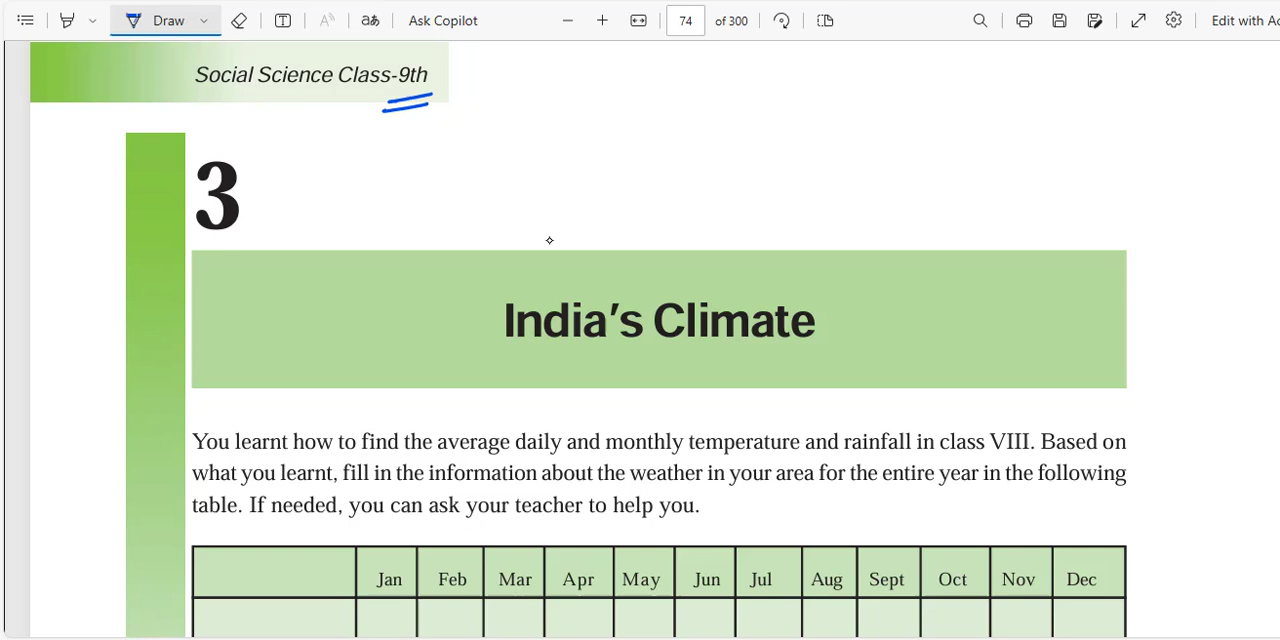 Draw Ask Copilot 74 of 300 Edit with
Social Science Class-9th
3
India's Climate
You learnt how to find the average daily and monthly temperature and rainfall in class VIII. Based on
what you learnt, fill in the information about the weather in your area for the entire year in the following
table. If needed, you can ask your teacher to help you.
Jan Feb Mar Apr May Jun Jul Aug Sept Oct Nov Dec